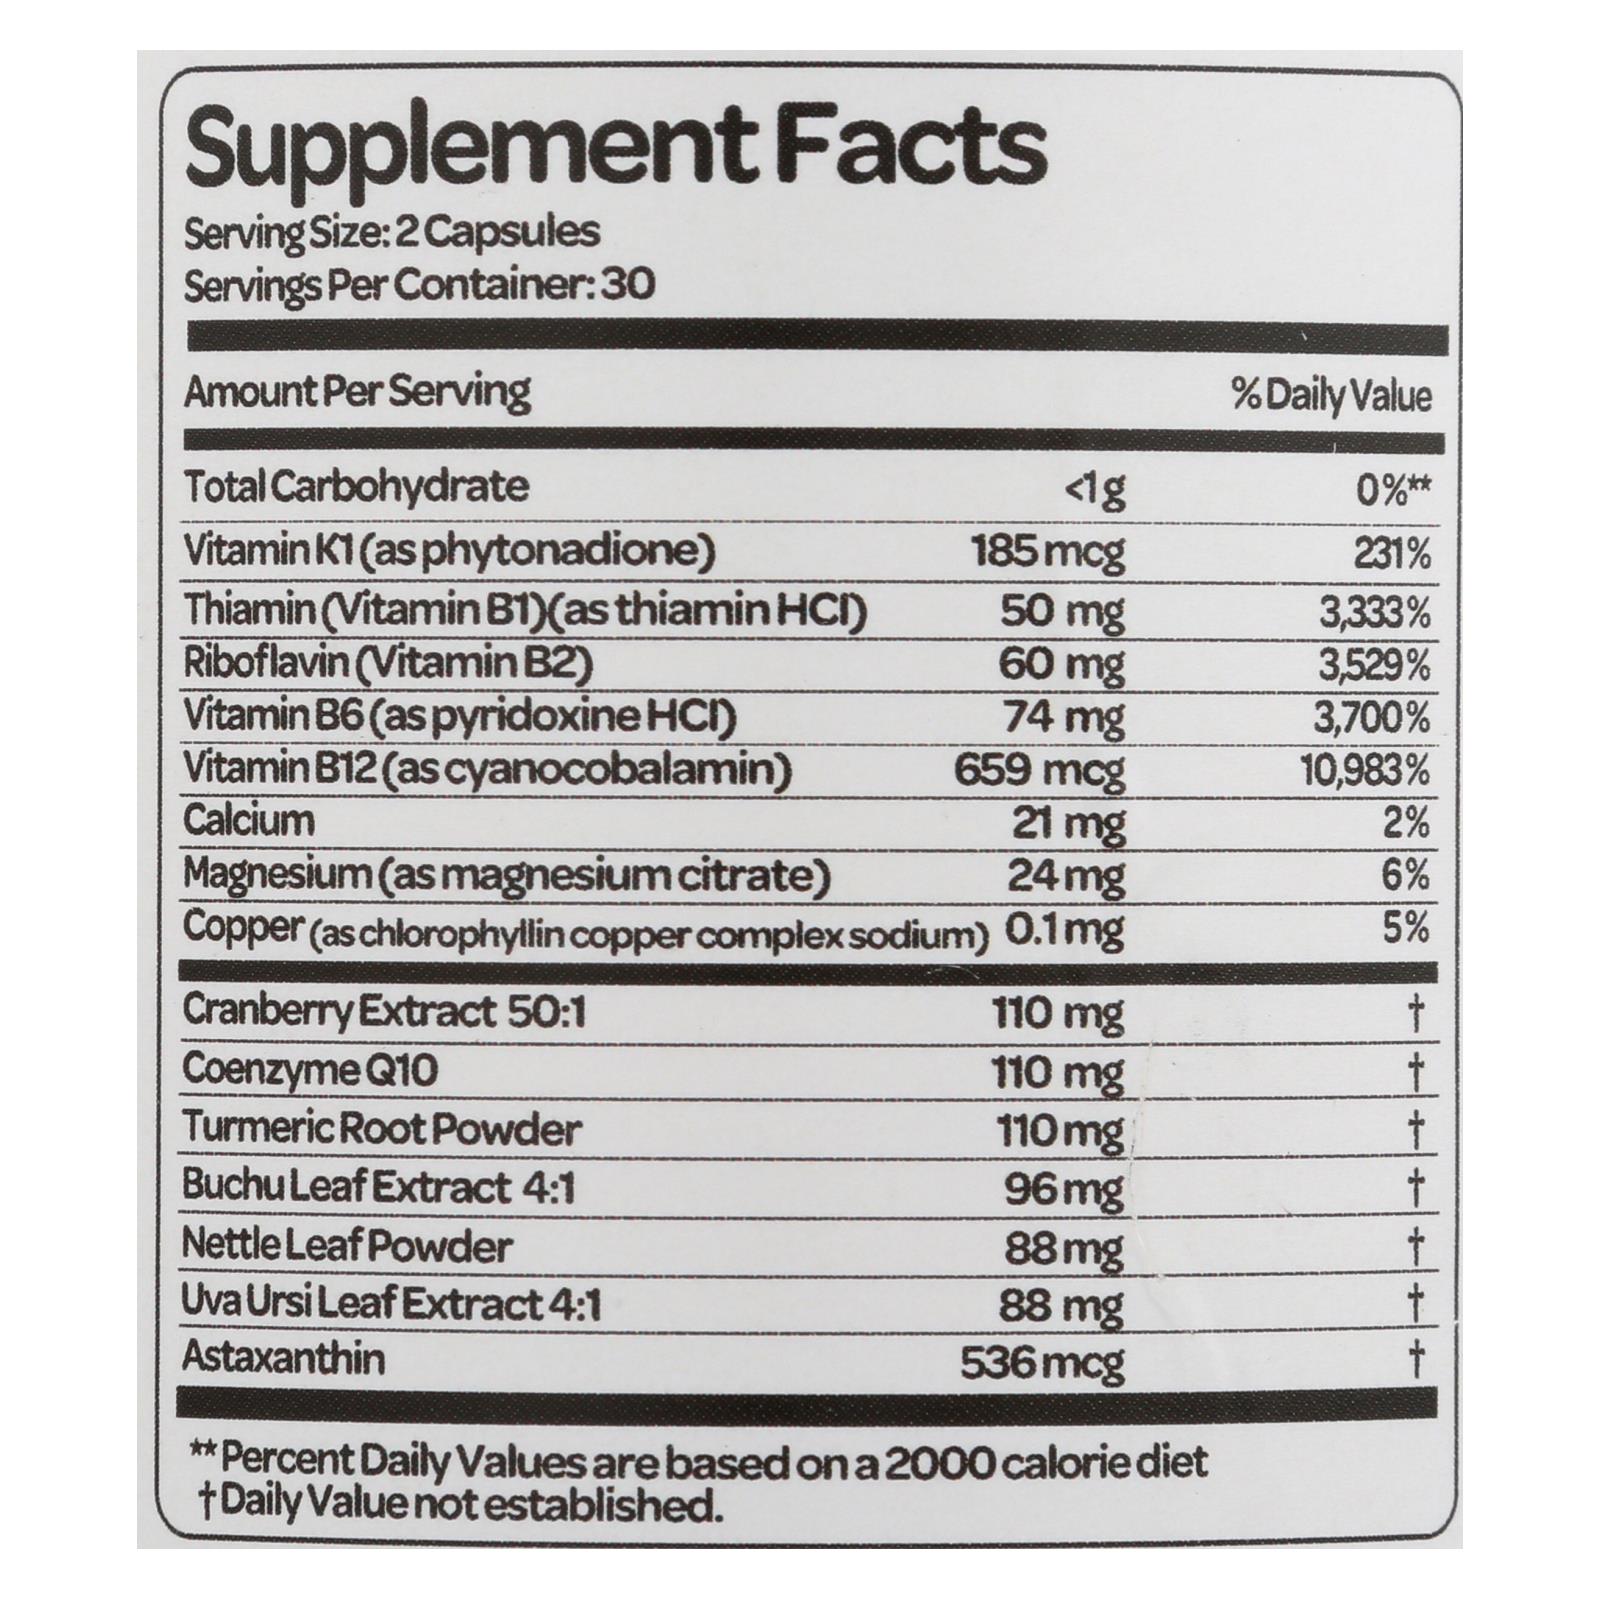 Supplement Facts
Serving Size: 2 Capsules
Servings Per Container: 30
Amount Per Serving % Daily Value
Total Carbohydrate <1 g 0%**
Vitamin K1 (as phytonadione) 185 mcg 231%
Thiamin (Vitamin B1)(as thiamin HCl) 50 mg 3,333%
Riboflavin (Vitamin B2) 60 mg 3,529%
Vitamin B6 (as pyridoxine HCl) 74 mg 3,700%
Vitamin B12 (as cyanocobalamin) 659 mcg 10,983%
Calcium 21 mg 2%
Magnesium (as magnesium citrate) 24 mg 6%
Copper (as chlorophyllin copper complex sodium) 0.1 mg 5%
Cranberry Extract 50:1 110 mg †
Coenzyme Q10 110 mg †
Turmeric Root Powder 110 mg †
Buchu Leaf Extract 4:1 96 mg †
Nettle Leaf Powder 88 mg †
Uva Ursi Leaf Extract 4:1 88 mg †
Astaxanthin 536 mcg †
** Percent Daily Values are based on a 2000 calorie diet
† Daily Value not established.